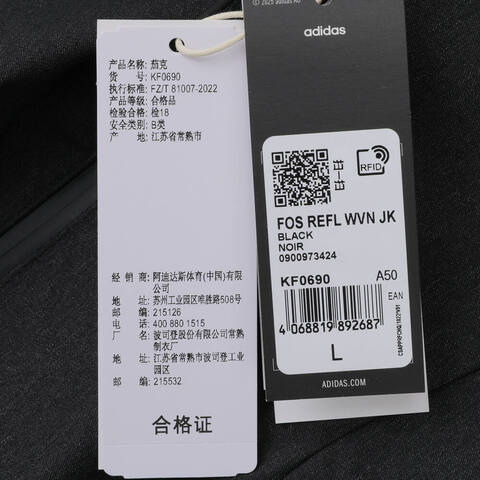 产品名称: 茄克
货 号: KF0690
执行标准: FZ/T 81007-2022
产品等级: 合格品
检验合格: 检18
安全类别: B类
产 地: 江苏省常熟市
经 销 商: 阿迪达斯体育(中国)有限
公司
地 址: 苏州工业园区唯胜路508号
邮 编: 215126
电 话: 400 880 1515
厂 家: 波司登股份有限公司常熟
制衣厂
地 址: 江苏省常熟市波司登工业
园区
邮 编: 215532
合格证
© 2025 adidas AG
adidas
RFID
FOS REFL WVN JK
BLACK
NOIR
0900973424
KF0690 A50
EAN
4 068819 892687
L
ADIDAS.COM